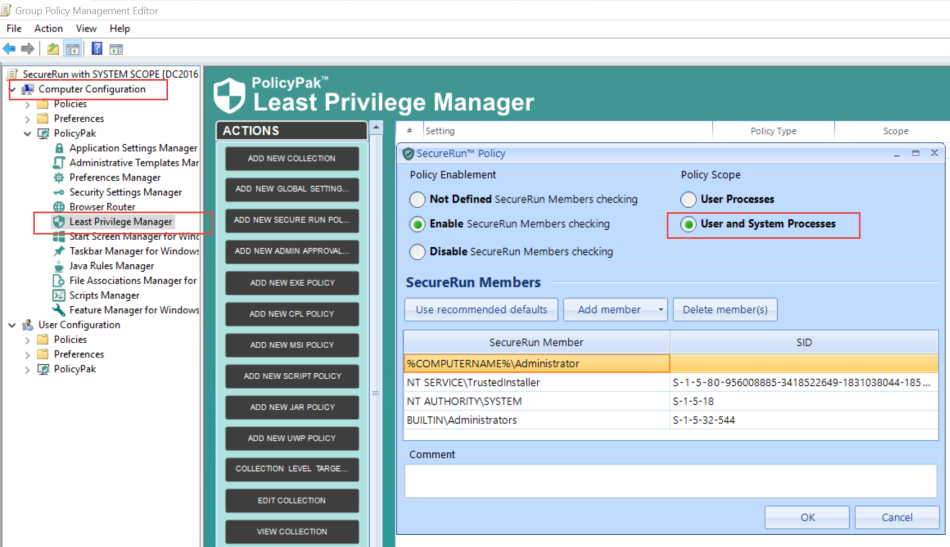 Group Policy Management Editor
File Action View Help
SecureRun with SYSTEM SCOPE [DC2016
Computer Configuration
Policies
Preferences
PolicyPak
Application Settings Manager
Administrative Templates Mar
Preferences Manager
Security Settings Manager
Browser Router
Least Privilege Manager
Start Screen Manager for Wind
Taskbar Manager for Windows
Java Rules Manager
File Associations Manager for
Scripts Manager
Feature Manager for Windows
User Configuration
Policies
Preferences
PolicyPak
PolicyPak™
Least Privilege Manager
ACTIONS
ADD NEW COLLECTION
ADD NEW GLOBAL SETTING...
ADD NEW SECURE RUN POL...
ADD NEW ADMIN APPROVAL...
ADD NEW EXE POLICY
ADD NEW CPL POLICY
ADD NEW MSI POLICY
ADD NEW SCRIPT POLICY
ADD NEW JAR POLICY
ADD NEW UWP POLICY
COLLECTION LEVEL TARGE...
EDIT COLLECTION
VIEW COLLECTION
# Setting Policy Type Scope
SecureRun™ Policy
Policy Enablement Policy Scope
Not Defined SecureRun Members checking User Processes
Enable SecureRun Members checking User and System Processes
Disable SecureRun Members checking
SecureRun Members
Use recommended defaults Add member Delete member(s)
SecureRun Member SID
%COMPUTERNAME%\Administrator
NT SERVICE\TrustedInstaller S-1-5-80-956008885-3418522649-1831038044-185...
NT AUTHORITY\SYSTEM S-1-5-18
BUILTIN\Administrators S-1-5-32-544
Comment
OK Cancel